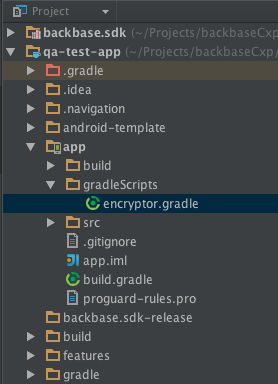 Project
backbase.sdk (~/Projects/backbaseCxp
qa-test-app (~/Projects/backbaseCxp/
.gradle
.idea
.navigation
android-template
app
build
gradleScripts
encryptor.gradle
src
.gitignore
app.iml
build.gradle
proguard-rules.pro
backbase.sdk-release
build
features
gradle